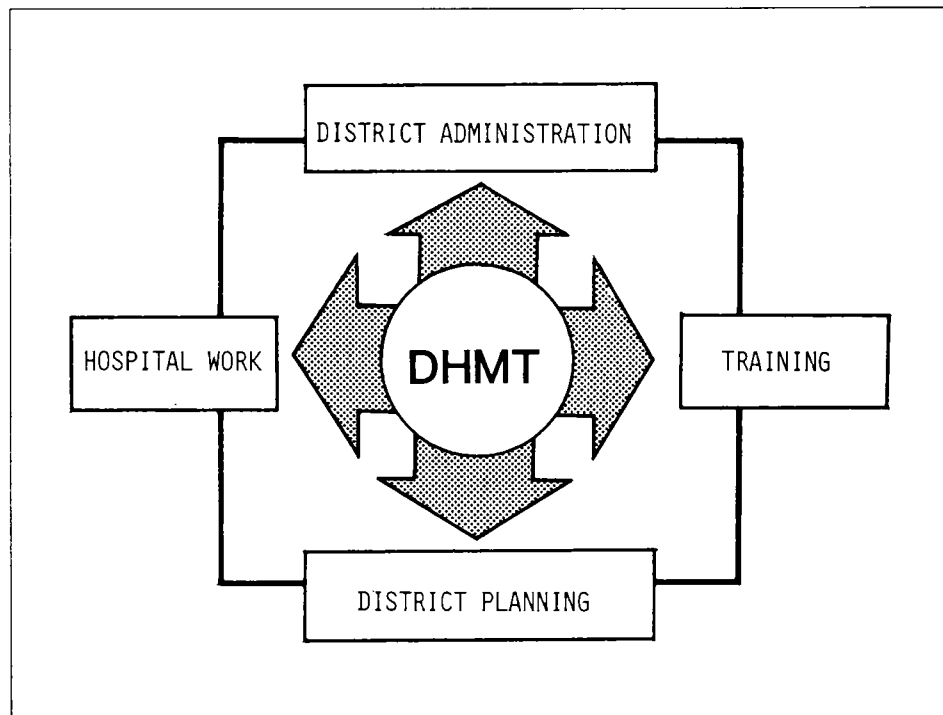 DISTRICT ADMINISTRATION
HOSPITAL WORK
DHMT
TRAINING
DISTRICT PLANNING